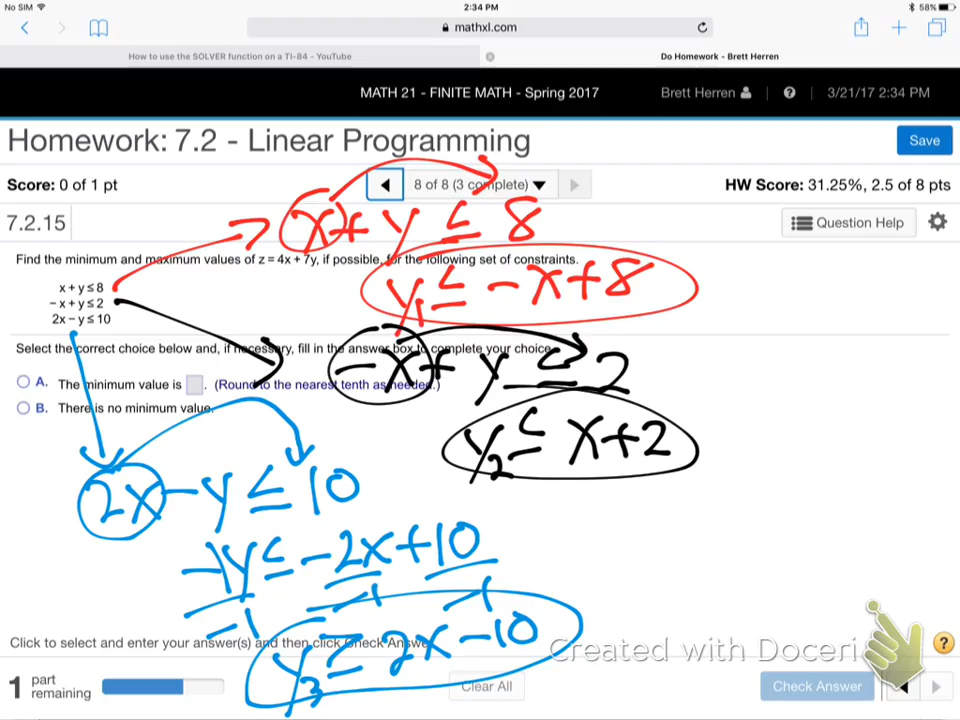 No SIM 2:34 PM 58%
mathxl.com
How to use the SOLVER function on a TI-84 - YouTube Do Homework - Brett Herren
MATH 21 - FINITE MATH - Spring 2017 Brett Herren ? 3/21/17 2:34 PM
Homework: 7.2 - Linear Programming Save
Score: 0 of 1 pt 8 of 8 (3 complete) HW Score: 31.25%, 2.5 of 8 pts
x + y ≤ 8
7.2.15 Question Help
Find the minimum and maximum values of z = 4x + 7y, if possible, for the following set of constraints.
y₁ ≤ -x + 8
x + y ≤ 8
-x + y ≤ 2
2x - y ≤ 10
Select the correct choice below and, if necessary, fill in the answer box to complete your choice.
-x + y ≤ 2
A. The minimum value is . (Round to the nearest tenth as needed.)
B. There is no minimum value.
y₂ ≤ x + 2
2x - y ≤ 10
-1y ≤ -2x + 10
-1 -1 -1
Click to select and enter your answer(s) and then click Check Answer.
y₃ ≥ 2x - 10
Created with Doceri
?
1 part remaining Clear All Check Answer